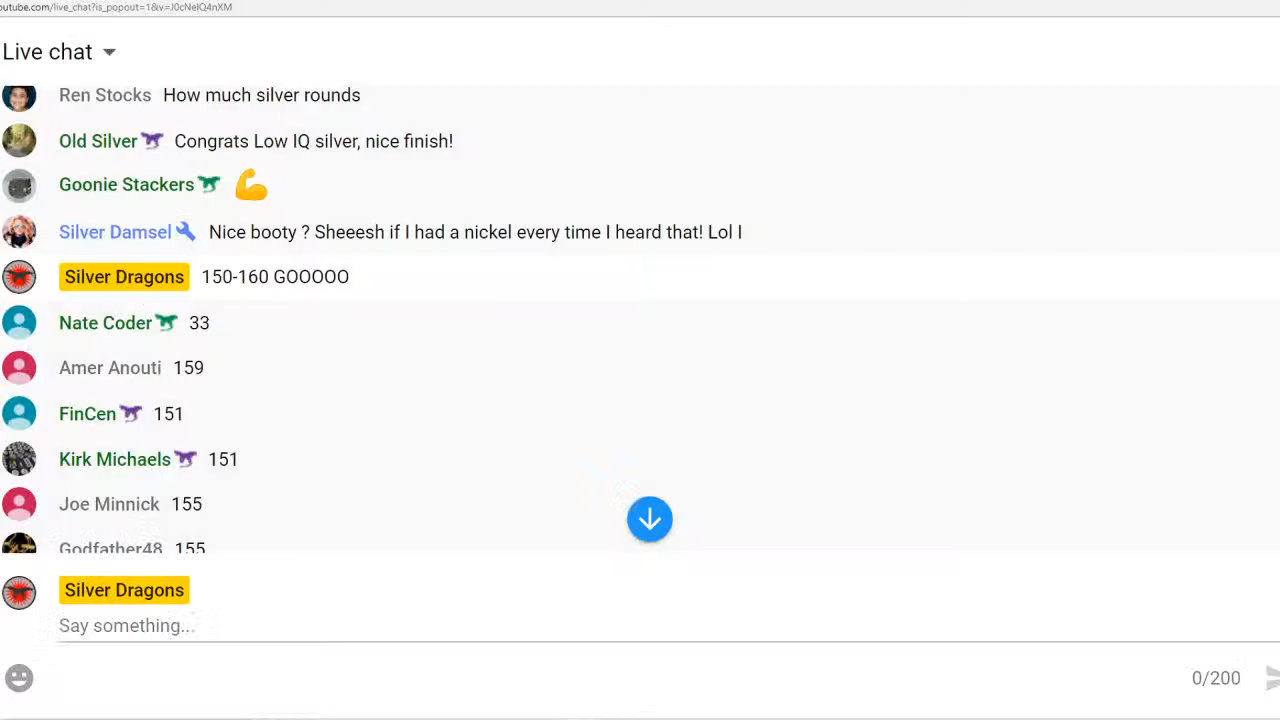 outube.com/live_chat?is_popout=1&v=J0cNeIQ4nXM
Live chat
Ren Stocks How much silver rounds
Old Silver Congrats Low IQ silver, nice finish!
Goonie Stackers 💪
Silver Damsel Nice booty ? Sheeesh if I had a nickel every time I heard that! Lol I
Silver Dragons 150-160 GOOOOO
Nate Coder 33
Amer Anouti 159
FinCen 151
Kirk Michaels 151
Joe Minnick 155
Godfather48 155
Silver Dragons
Say something...
0/200